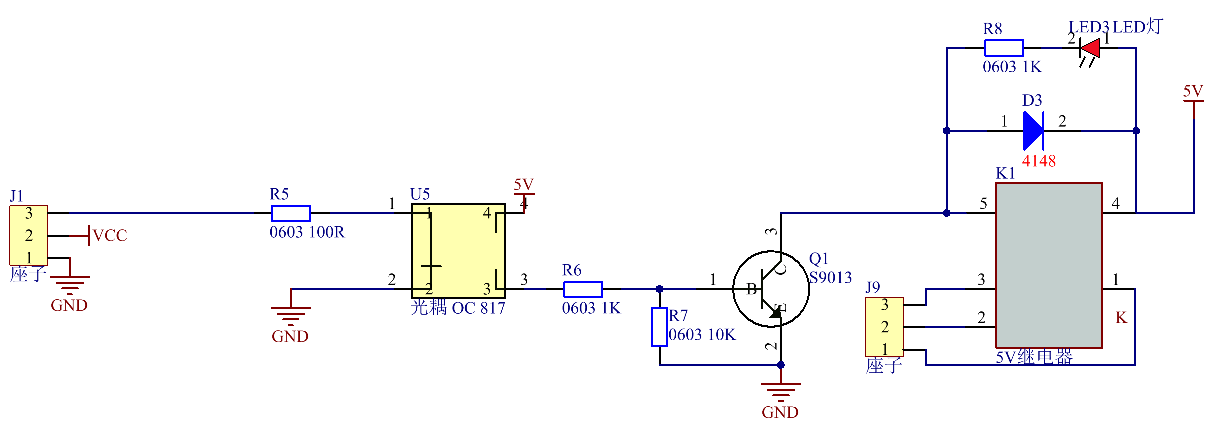 R8
0603 1K
LED3 LED灯
2
1
D3
1
2
4148
5V
J1
3
2
1
座子
VCC
GND
R5
0603 100R
U5
1
1
2
2
4
4
3
3
5V
光耦 OC 817
GND
R6
0603 1K
R7
0603 10K
1
B
C
E
3
2
Q1
S9013
GND
K1
5
4
3
2
1
K
5V继电器
J9
3
2
1
座子